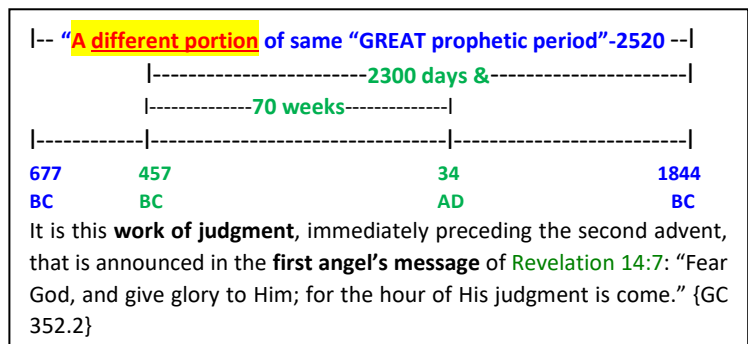 |-- “A different portion of same “GREAT prophetic period”-2520 --|
|-----------------------2300 days &---------------------|
|--------------70 weeks--------------|
|------------|--------------------------------|-------------------------|
677 457 34 1844
BC BC AD BC
It is this work of judgment, immediately preceding the second advent,
that is announced in the first angel’s message of Revelation 14:7: “Fear
God, and give glory to Him; for the hour of His judgment is come.” {GC
352.2}